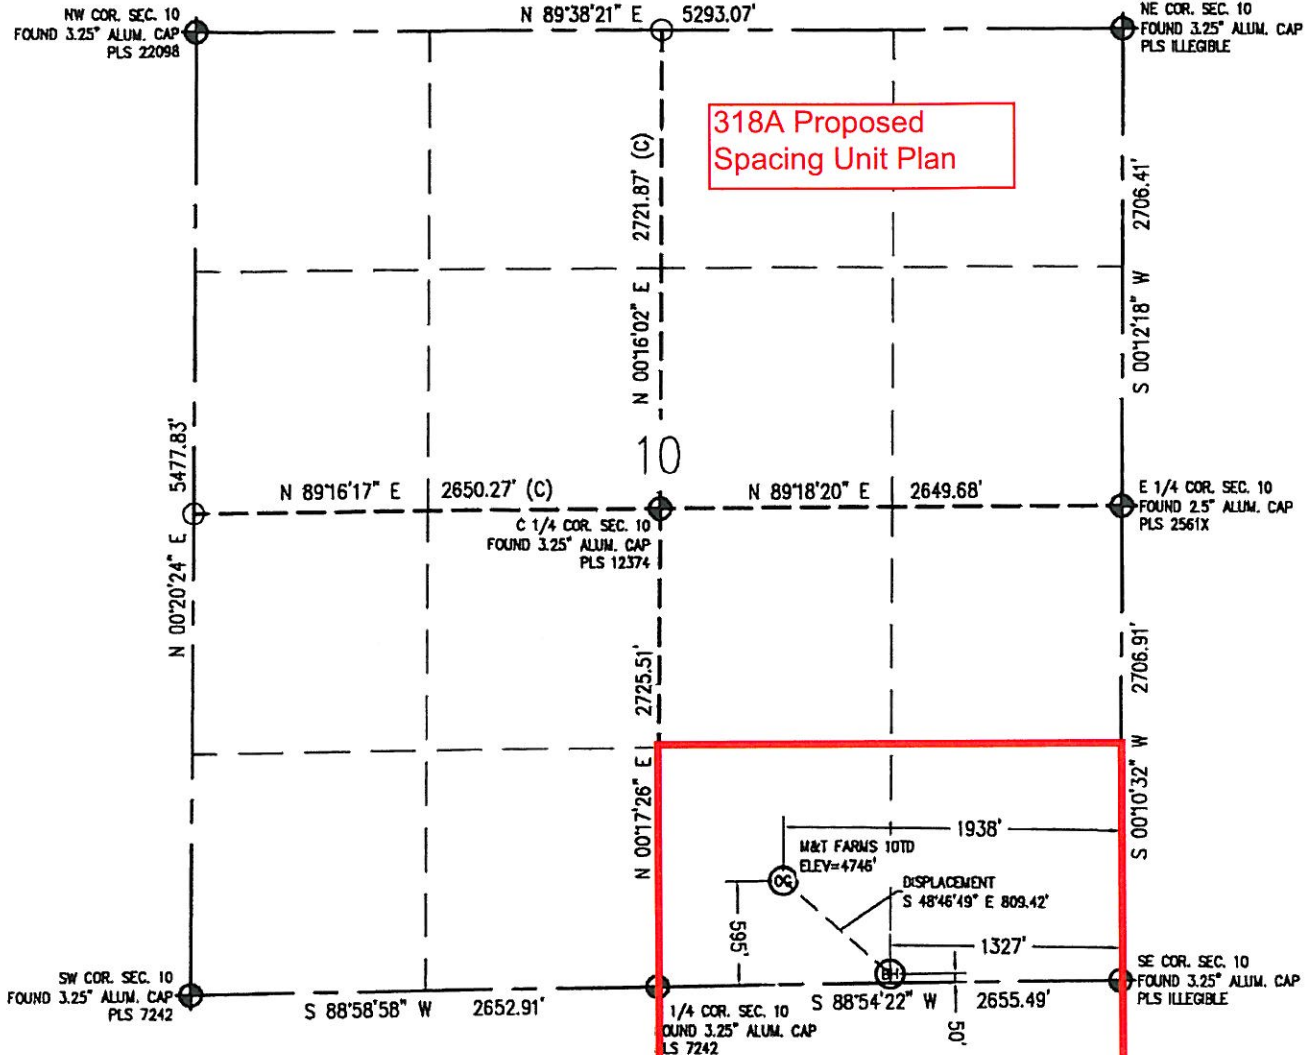 NW COR. SEC. 10
FOUND 3.25" ALUM. CAP
PLS 22098
N 89°38'21" E 5293.07'
NE COR. SEC. 10
FOUND 3.25" ALUM. CAP
PLS ILLEGIBLE
318A Proposed
Spacing Unit Plan
N 00°16'02" E 2721.87' (C)
S 00°12'18" W 2706.41'
N 00°20'24" E 5477.83'
10
N 89°16'17" E 2650.27' (C)
N 89°18'20" E 2649.68'
C 1/4 COR. SEC. 10
FOUND 3.25" ALUM. CAP
PLS 12374
E 1/4 COR. SEC. 10
FOUND 2.5" ALUM. CAP
PLS 2561X
N 00°17'26" E 2725.51'
S 00°10'32" W 2706.91'
1938'
M&T FARMS 10TD
ELEV=4746'
DISPLACEMENT
S 48°46'49" E 809.42'
595'
1327'
BH
50'
SW COR. SEC. 10
FOUND 3.25" ALUM. CAP
PLS 7242
S 88°58'58" W 2652.91'
S 88°54'22" W 2655.49'
SE COR. SEC. 10
FOUND 3.25" ALUM. CAP
PLS ILLEGIBLE
1/4 COR. SEC. 10
OUND 3.25" ALUM. CAP
LS 7242